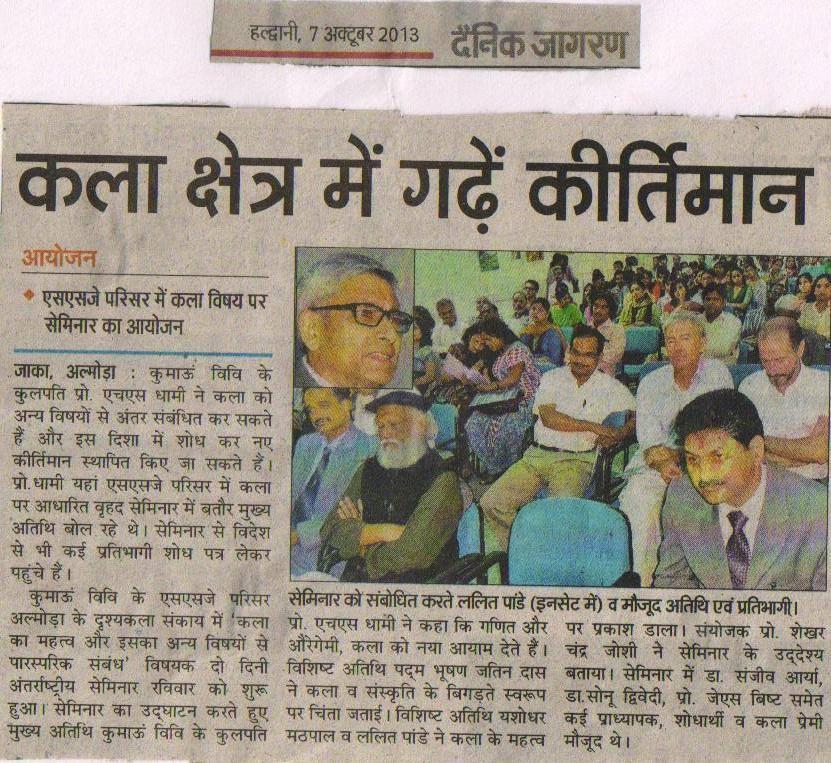 हल्द्वानी, 7 अक्टूबर 2013 दैनिक जागरण
कला क्षेत्र में गढ़ें कीर्तिमान
आयोजन
एसएसजे परिसर में कला विषय पर
सेमिनार का आयोजन
जाका, अल्मोड़ा : कुमाऊं विवि के
कुलपति प्रो. एचएस धामी ने कला को
अन्य विषयों से अंतर संबंधित कर सकते
हैं और इस दिशा में शोध कर नए
कीर्तिमान स्थापित किए जा सकते हैं।
प्रो.धामी यहां एसएसजे परिसर में कला
पर आधारित वृहद सेमिनार में बतौर मुख्य
अतिथि बोल रहे थे। सेमिनार से विदेश
से भी कई प्रतिभागी शोध पत्र लेकर
पहुंचे हैं।
कुमाऊं विवि के एसएसजे परिसर
अल्मोड़ा के दृश्यकला संकाय में 'कला
का महत्व और इसका अन्य विषयों से
पारस्परिक संबंध' विषयक दो दिनी
अंतर्राष्ट्रीय सेमिनार रविवार को शुरू
हुआ। सेमिनार का उद्घाटन करते हुए
मुख्य अतिथि कुमाऊं विवि के कुलपति
सेमिनार को संबोधित करते ललित पांडे (इनसेट में) व मौजूद अतिथि एवं प्रतिभागी।
प्रो. एचएस धामी ने कहा कि गणित और
औरेगेमी, कला को नया आयाम देते हैं।
विशिष्ट अतिथि पद्म भूषण जतिन दास
ने कला व संस्कृति के बिगड़ते स्वरूप
पर चिंता जताई। विशिष्ट अतिथि यशोधर
मठपाल व ललित पांडे ने कला के महत्व
पर प्रकाश डाला। संयोजक प्रो. शेखर
चंद्र जोशी ने सेमिनार के उद्देश्य
बताया। सेमिनार में डा. संजीव आर्या,
डा.सोनू द्विवेदी, प्रो. जेएस बिष्ट समेत
कई प्राध्यापक, शोधार्थी व कला प्रेमी
मौजूद थे।